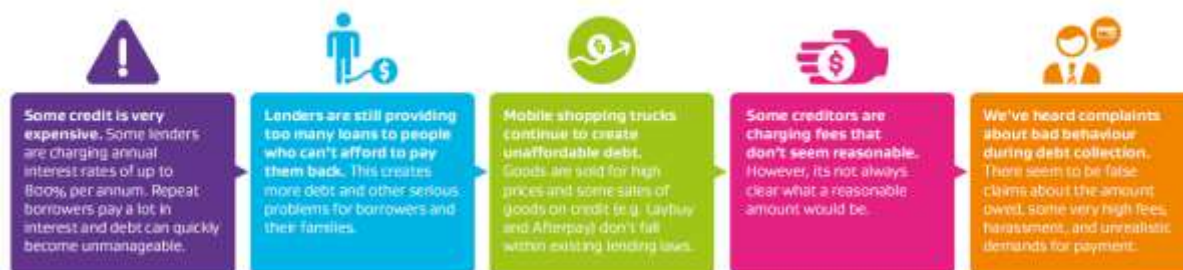 Some credit is very
expensive. Some lenders
are charging annual
interest rates of up to
800% per annum. Repeat
borrowers pay a lot in
interest and debt can quickly
become unmanageable.
Lenders are still providing
too many loans to people
who can't afford to pay
them back. This creates
more debt and other serious
problems for borrowers and
their families.
Mobile shopping trucks
continue to create
unaffordable debt.
Goods are sold for high
prices and some sales of
goods on credit (e.g. Laybuy
and Afterpay) don't fall
within existing lending laws.
Some creditors are
charging fees that
don't seem reasonable.
However, its not always
clear what a reasonable
amount would be.
We've heard complaints
about bad behaviour
during debt collection.
There seem to be false
claims about the amount
owed, some very high fees,
harassment, and unrealistic
demands for payment.